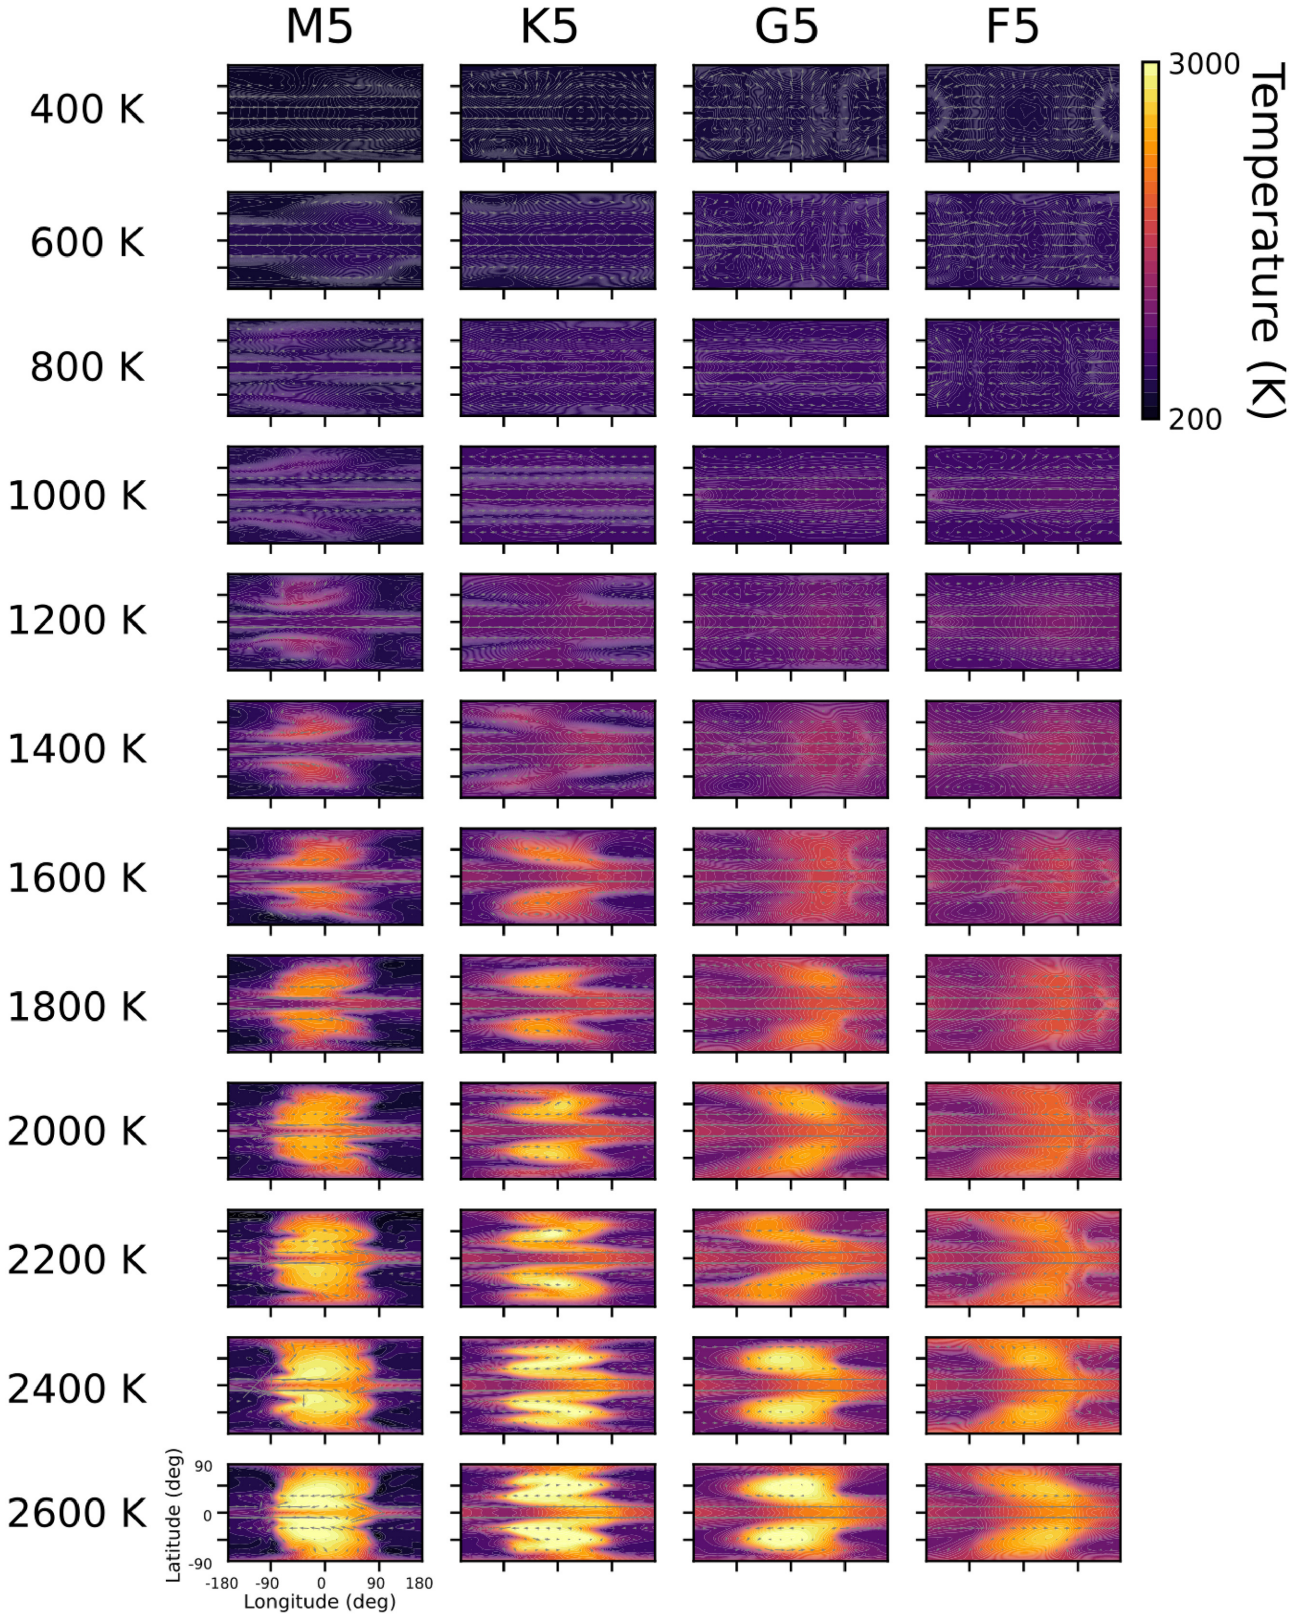 M5 K5 G5 F5
3000
Temperature (K)
200
400 K
600 K
800 K
1000 K
1200 K
1400 K
1600 K
1800 K
2000 K
2200 K
2400 K
2600 K
Latitude (deg)
90
0
-90
-180 -90 0 90 180
Longitude (deg)